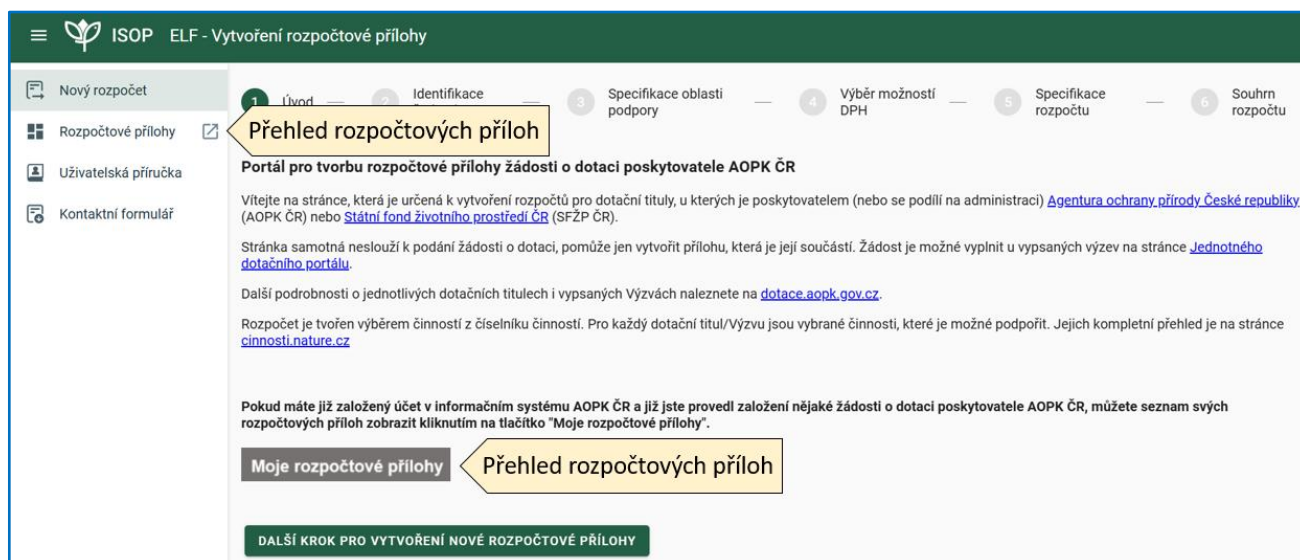 ISOP ELF - Vytvoření rozpočtové přílohy
Nový rozpočet
Rozpočtové přílohy
Uživatelská příručka
Kontaktní formulář
1 Úvod
2 Identifikace
3 Specifikace oblasti
podpory
4 Výběr možností
DPH
5 Specifikace
rozpočtu
6 Souhrn
rozpočtu
Přehled rozpočtových příloh
Portál pro tvorbu rozpočtové přílohy žádosti o dotaci poskytovatele AOPK ČR
Vítejte na stránce, která je určená k vytvoření rozpočtů pro dotační tituly, u kterých je poskytovatelem (nebo se podílí na administraci) Agentura ochrany přírody České republiky
(AOPK ČR) nebo Státní fond životního prostředí ČR (SFŽP ČR).
Stránka samotná neslouží k podání žádosti o dotaci, pomůže jen vytvořit přílohu, která je její součástí. Žádost je možné vyplnit u vypsaných výzev na stránce Jednotného
dotačního portálu.
Další podrobnosti o jednotlivých dotačních titulech i vypsaných Výzvách naleznete na dotace.aopk.gov.cz.
Rozpočet je tvořen výběrem činností z číselníku činností. Pro každý dotační titul/Výzvu jsou vybrané činnosti, které je možné podpořit. Jejich kompletní přehled je na stránce
cinnosti.nature.cz
Pokud máte již založený účet v informačním systému AOPK ČR a již jste provedl založení nějaké žádosti o dotaci poskytovatele AOPK ČR, můžete seznam svých
rozpočtových příloh zobrazit kliknutím na tlačítko "Moje rozpočtové přílohy".
Moje rozpočtové přílohy
Přehled rozpočtových příloh
DALŠÍ KROK PRO VYTVOŘENÍ NOVÉ ROZPOČTOVÉ PŘÍLOHY